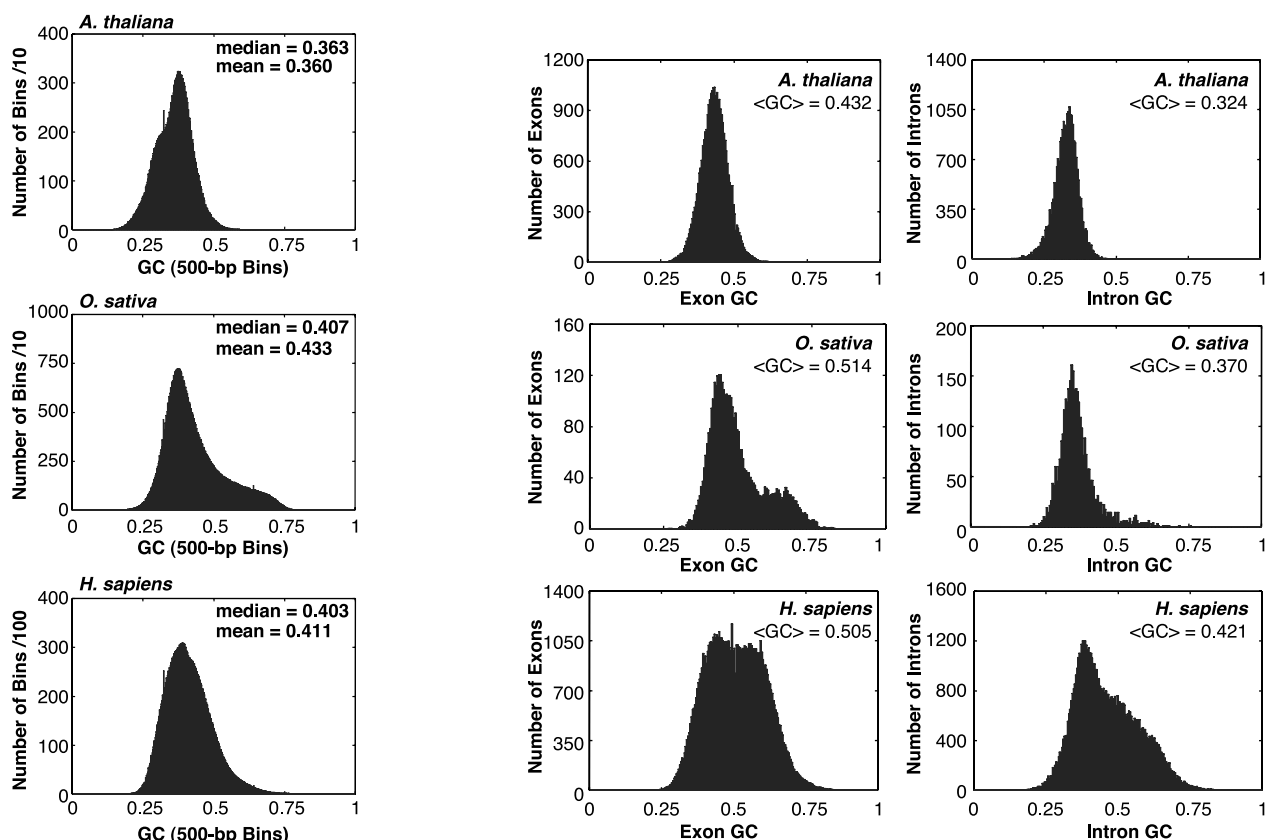 A. thaliana
median = 0.363
mean = 0.360
Number of Bins /10
400
300
200
100
0
0 0.25 0.5 0.75 1
GC (500-bp Bins)
O. sativa
median = 0.407
mean = 0.433
Number of Bins /10
1000
750
500
250
0
0 0.25 0.5 0.75 1
GC (500-bp Bins)
H. sapiens
median = 0.403
mean = 0.411
Number of Bins /100
400
300
200
100
0
0 0.25 0.5 0.75 1
GC (500-bp Bins)
A. thaliana
<GC> = 0.432
Number of Exons
1200
900
600
300
0
0 0.25 0.5 0.75 1
Exon GC
A. thaliana
<GC> = 0.324
Number of Introns
1400
1050
700
350
0
0 0.25 0.5 0.75 1
Intron GC
O. sativa
<GC> = 0.514
Number of Exons
160
120
80
40
0
0 0.25 0.5 0.75 1
Exon GC
O. sativa
<GC> = 0.370
Number of Introns
200
150
100
50
0
0 0.25 0.5 0.75 1
Intron GC
H. sapiens
<GC> = 0.505
Number of Exons
1400
1050
700
350
0
0 0.25 0.5 0.75 1
Exon GC
H. sapiens
<GC> = 0.421
Number of Introns
1600
1200
800
400
0
0 0.25 0.5 0.75 1
Intron GC